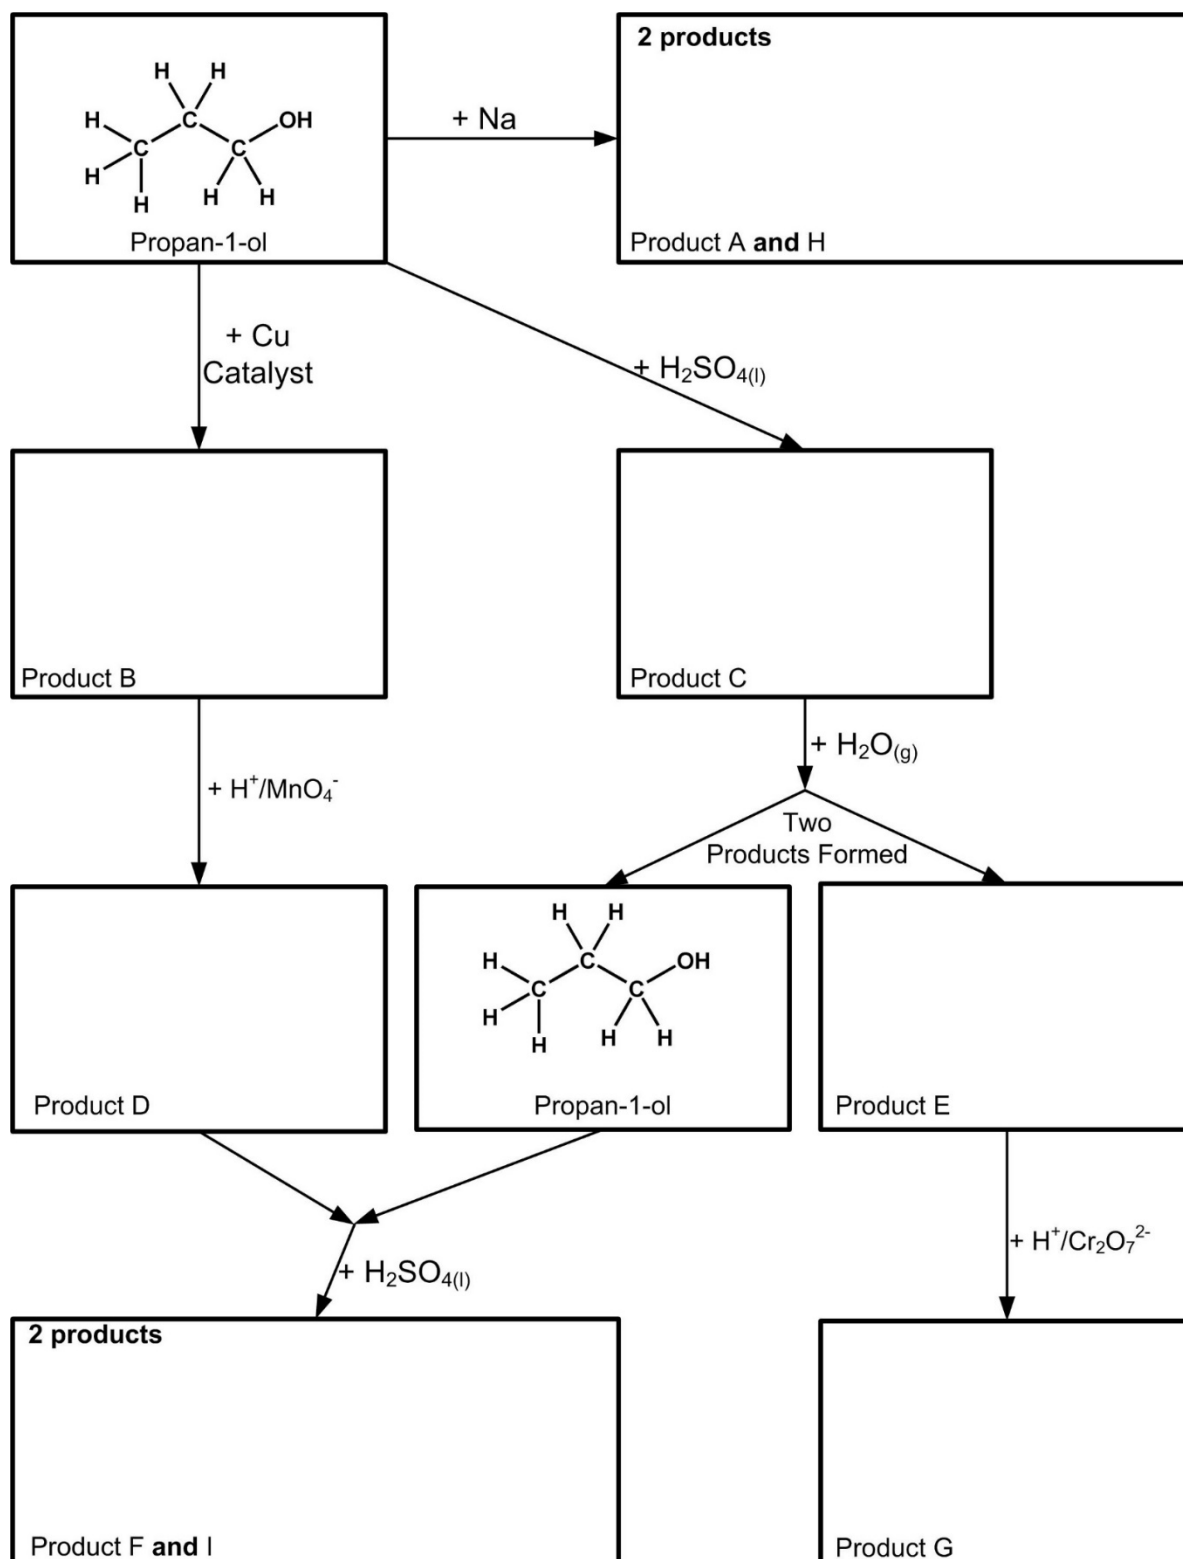 2 products
H H
H C OH
C C
H
H H H
Propan-1-ol
+ Na
Product A and H
+ Cu
Catalyst
+ H₂SO₄₍ₗ₎
Product B
Product C
+ H₂O₍g₎
+ H⁺/MnO₄⁻
Two
Products Formed
H H
H C OH
C C
H
H H H
Product D
Propan-1-ol
Product E
+ H⁺/Cr₂O₇²⁻
+ H₂SO₄₍ₗ₎
2 products
Product F and I
Product G